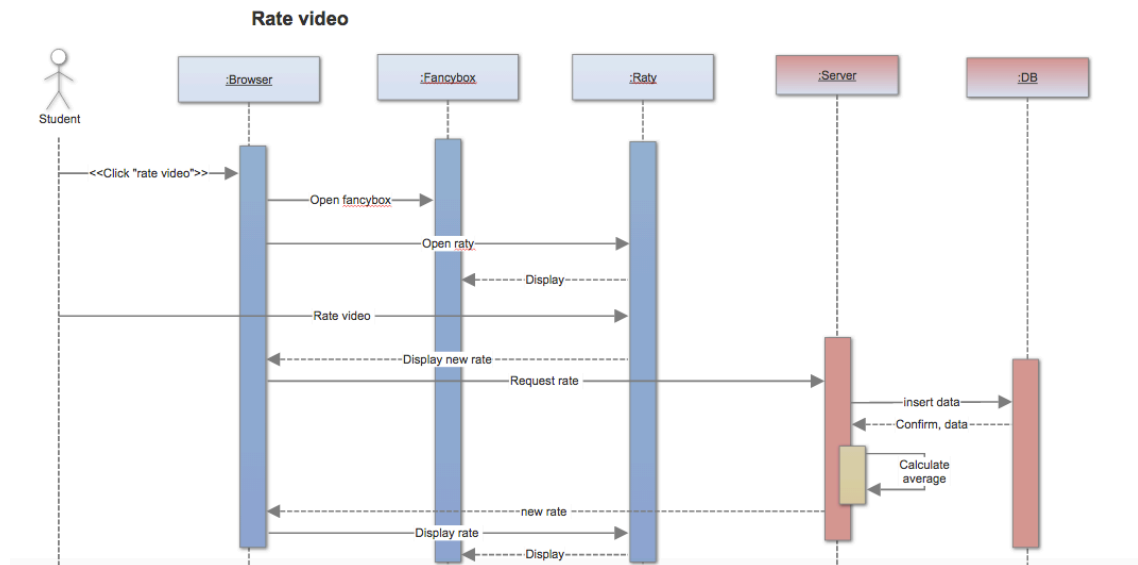 Rate video
:Browser
:Fancybox
:Raty
:Server
:DB
Student
<<Click "rate video">>
Open fancybox
Open raty
Display
Rate video
Display new rate
Request rate
insert data
Confirm, data
Calculate
average
new rate
Display rate
Display